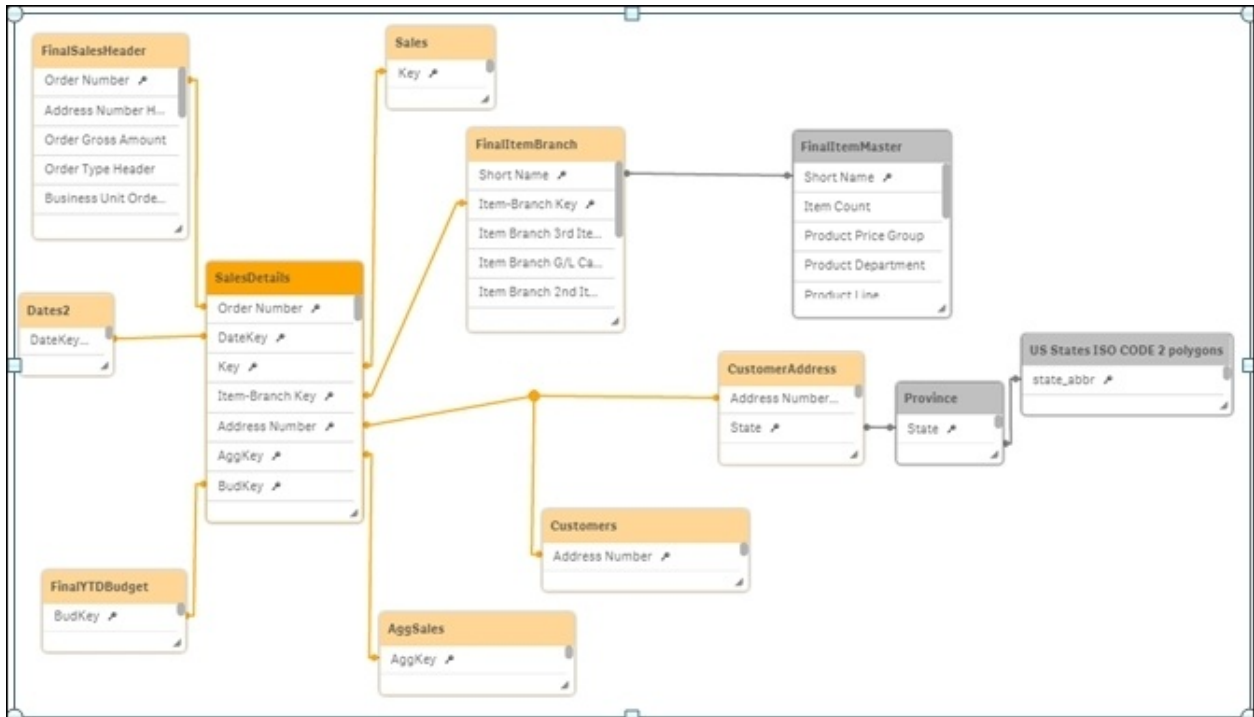 FinalSalesHeader
Order Number
Address Number H...
Order Gross Amount
Order Type Header
Business Unit Orde...
Sales
Key
FinalItemBranch
Short Name
Item-Branch Key
Item Branch 3rd Ite...
Item Branch G/L Ca...
Item Branch 2nd It...
FinalItemMaster
Short Name
Item Count
Product Price Group
Product Department
Product Line
SalesDetails
Order Number
DateKey
Key
Item-Branch Key
Address Number
AggKey
BudKey
Dates2
DateKey...
US States ISO CODE 2 polygons
state_abbr
CustomerAddress
Address Number...
State
Province
State
Customers
Address Number
FinalYTDBudget
BudKey
AggSales
AggKey